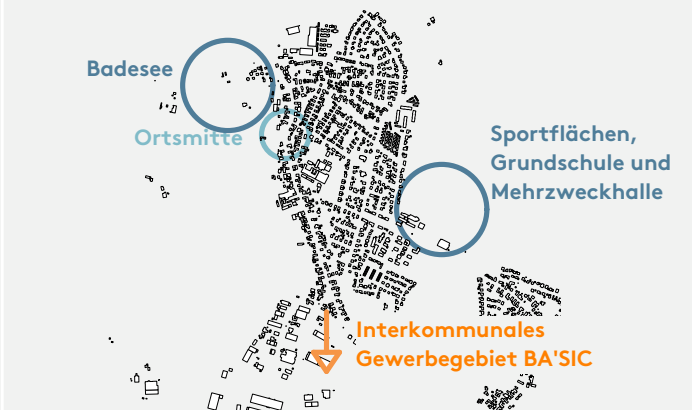 Badesee
Ortsmitte
Sportflächen,
Grundschule und
Mehrzweckhalle
Interkommunales
Gewerbegebiet BA'SIC